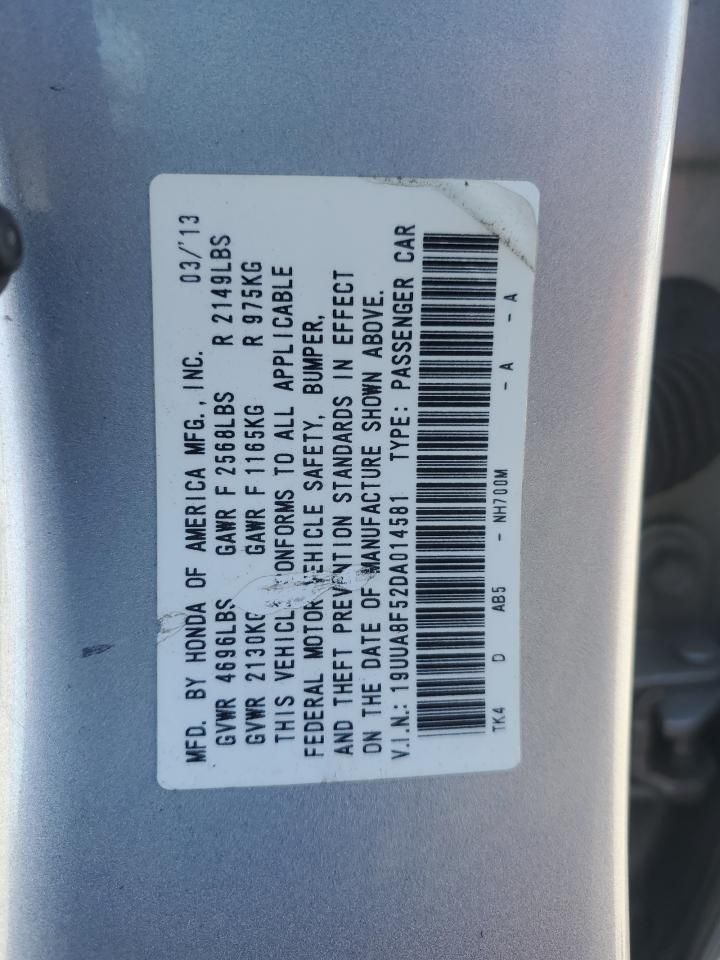 MFD. BY HONDA OF AMERICA MFG., INC. 03/'13
GVWR 4696LBS GAWR F 2568LBS R 2149LBS
GVWR 2130KG GAWR F 1165KG R 975KG
THIS VEHICLE CONFORMS TO ALL APPLICABLE
FEDERAL MOTOR VEHICLE SAFETY, BUMPER,
AND THEFT PREVENTION STANDARDS IN EFFECT
ON THE DATE OF MANUFACTURE SHOWN ABOVE.
V.I.N.: 19UUA8F52DA014581 TYPE: PASSENGER CAR
TK4 D AB5 - NH700M - A - A